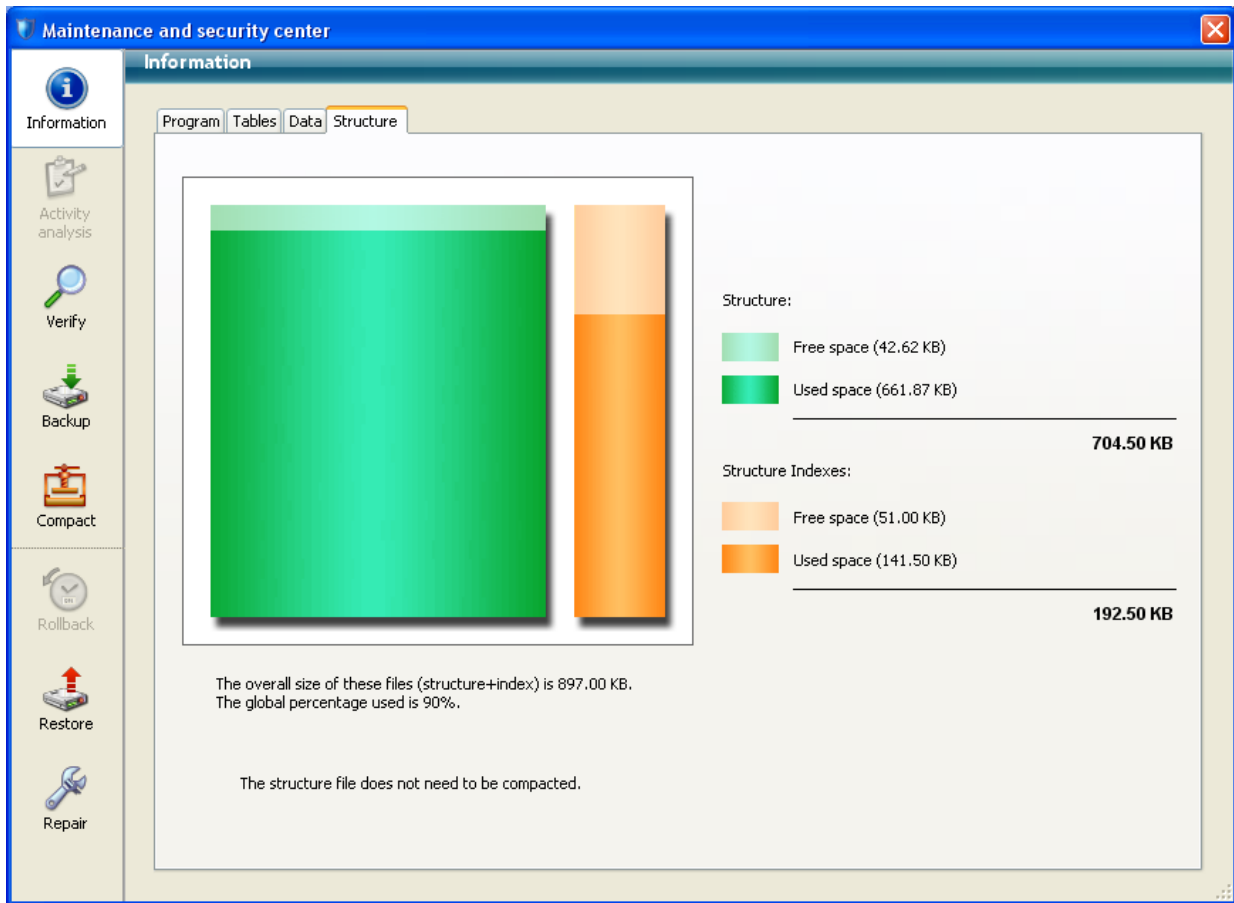 Maintenance and security center
Information
Information
Activity
analysis
Verify
Backup
Compact
Rollback
Restore
Repair
Program Tables Data Structure
Structure:
Free space (42.62 KB)
Used space (661.87 KB)
704.50 KB
Structure Indexes:
Free space (51.00 KB)
Used space (141.50 KB)
192.50 KB
The overall size of these files (structure+index) is 897.00 KB.
The global percentage used is 90%.
The structure file does not need to be compacted.